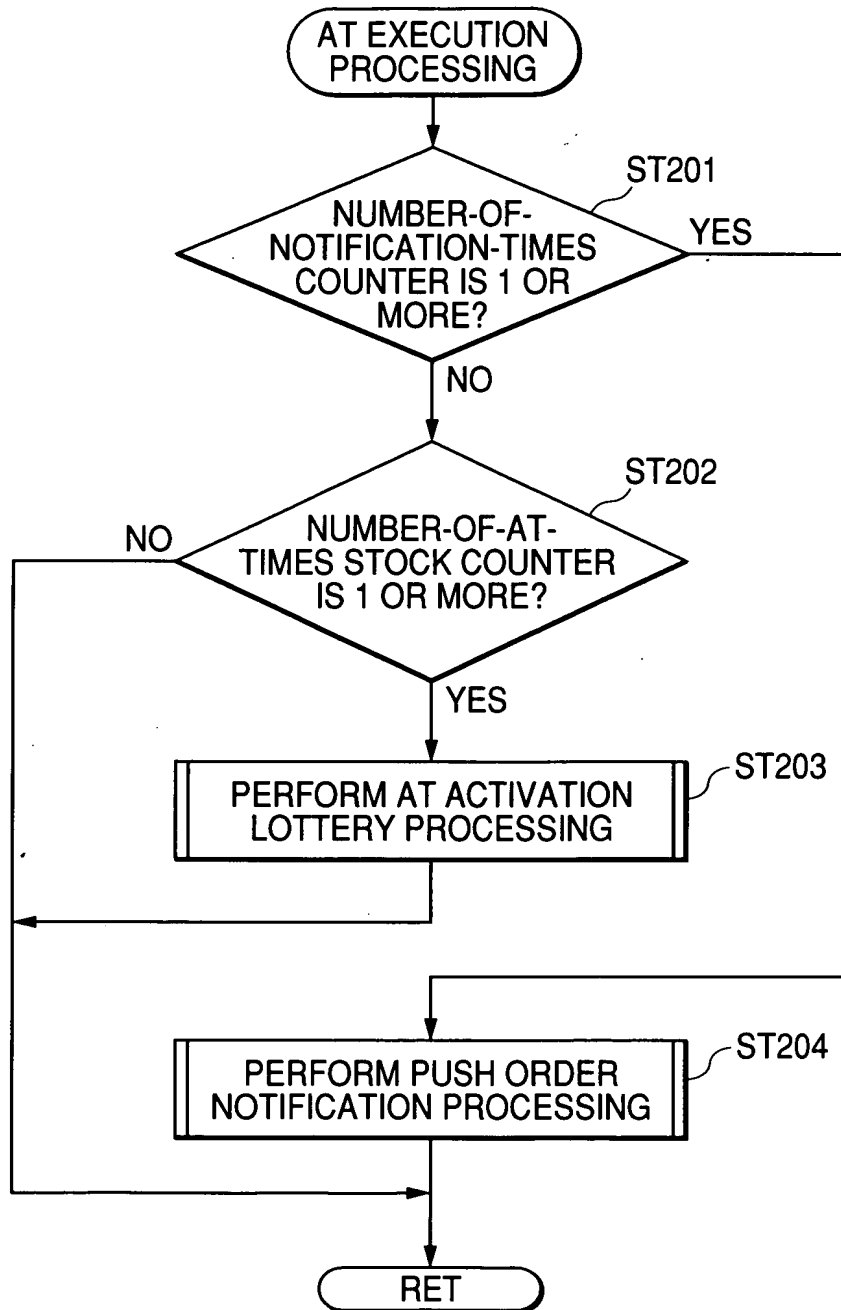 AT EXECUTION
PROCESSING
ST201
NUMBER-OF-
NOTIFICATION-TIMES
COUNTER IS 1 OR
MORE?
YES
NO
ST202
NUMBER-OF-AT-
TIMES STOCK COUNTER
IS 1 OR MORE?
NO
YES
ST203
PERFORM AT ACTIVATION
LOTTERY PROCESSING
ST204
PERFORM PUSH ORDER
NOTIFICATION PROCESSING
RET